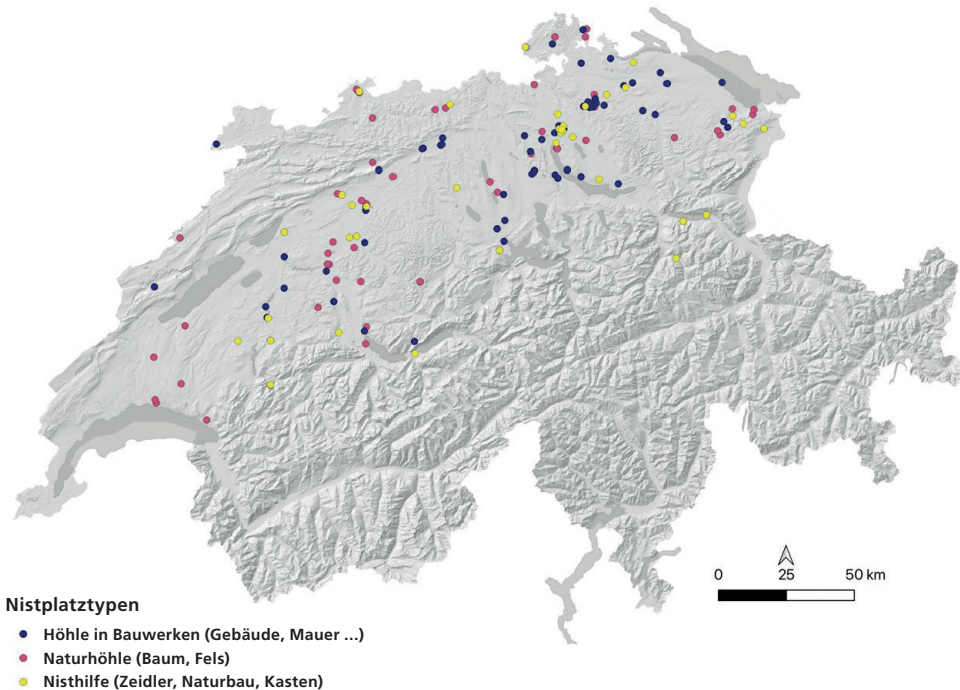 0 25 50 km
Nistplatztypen
Höhle in Bauwerken (Gebäude, Mauer ...)
Naturhöhle (Baum, Fels)
Nisthilfe (Zeidler, Naturbau, Kasten)